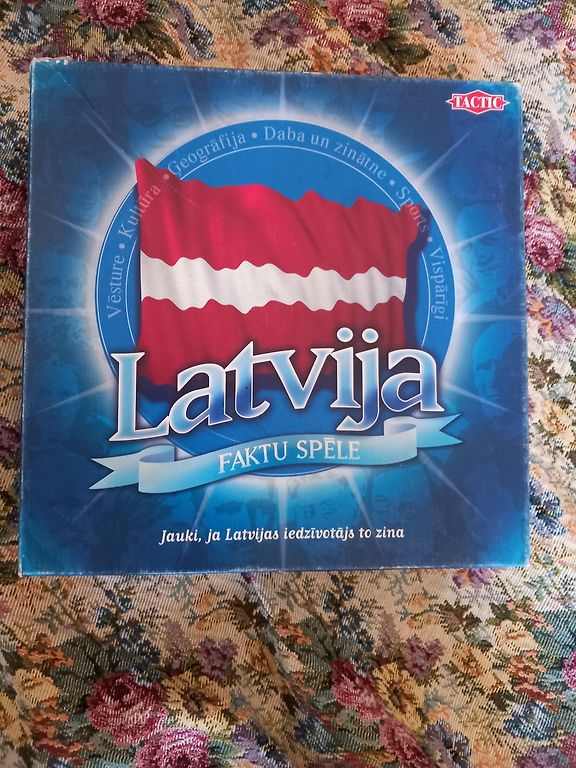 TACTIC
Vēsture • Kultūra • Ģeogrāfija • Daba un zinātne • Sports • Vispārīgi
Latvija
FAKTU SPĒLE
Jauki, ja Latvijas iedzīvotājs to zina